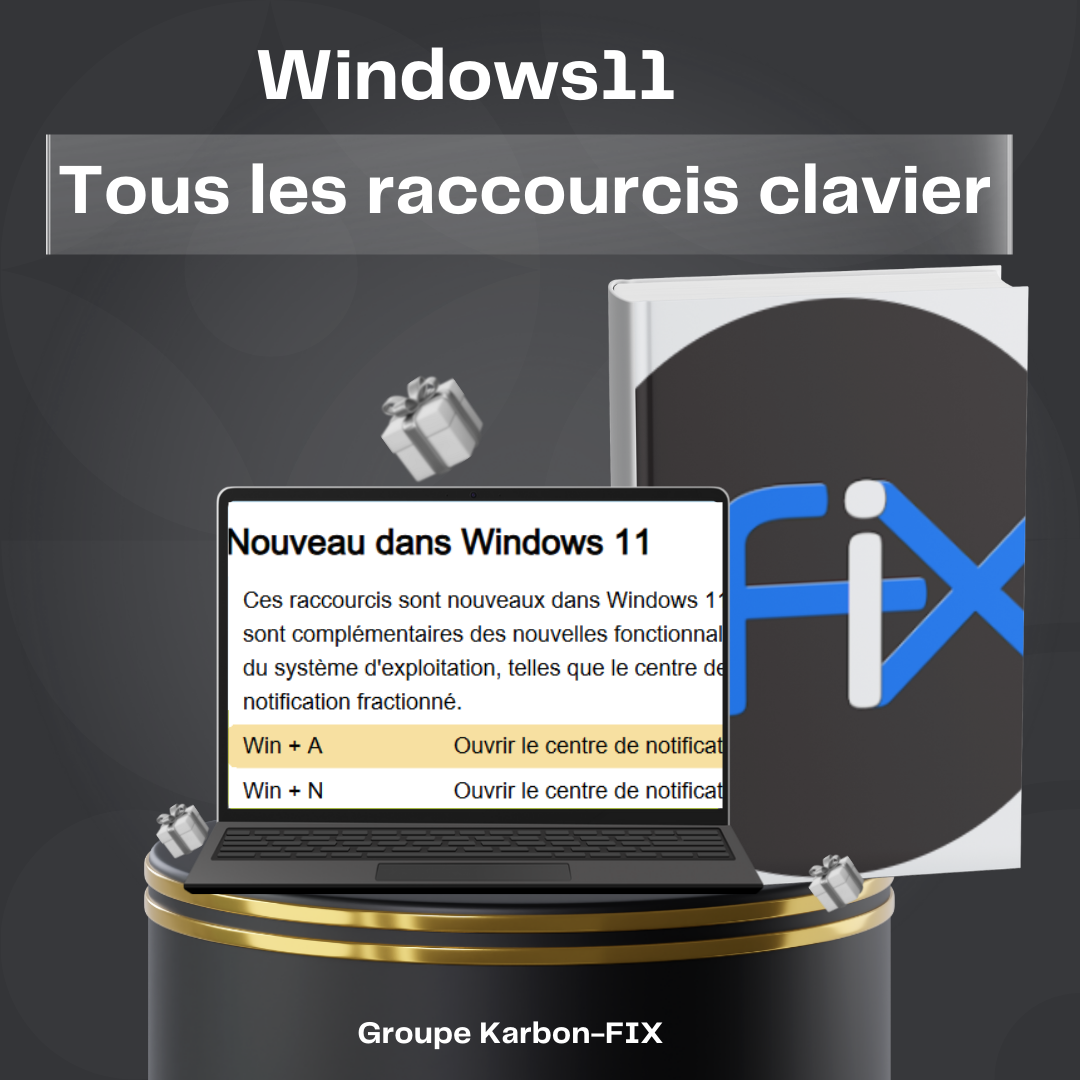 Windows11
Tous les raccourcis clavier
Nouveau dans Windows 11
Ces raccourcis sont nouveaux dans Windows 11
sont complémentaires des nouvelles fonctionnal
du système d'exploitation, telles que le centre de
notification fractionné.
Win + A Ouvrir le centre de notificat
Win + N Ouvrir le centre de notificat
fix
Groupe Karbon-FIX